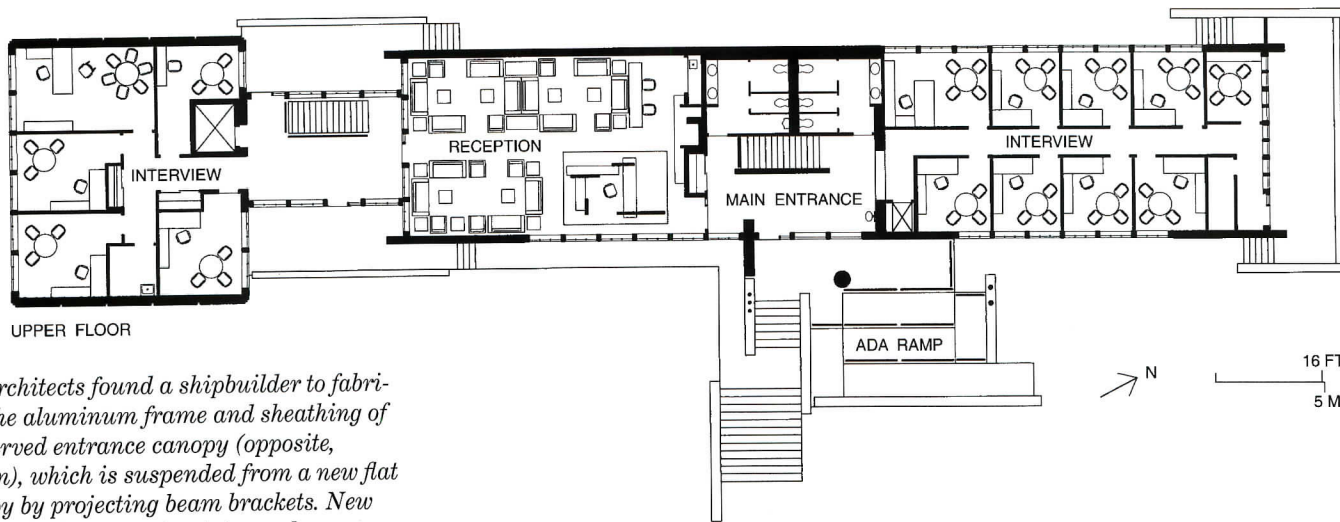 INTERVIEW
RECEPTION
MAIN ENTRANCE
INTERVIEW
UPPER FLOOR
ADA RAMP
N
16 FT
5 M
rchitects found a shipbuilder to fabri-
he aluminum frame and sheathing of
rved entrance canopy (opposite,
n), which is suspended from a new flat
by projecting beam brackets. New